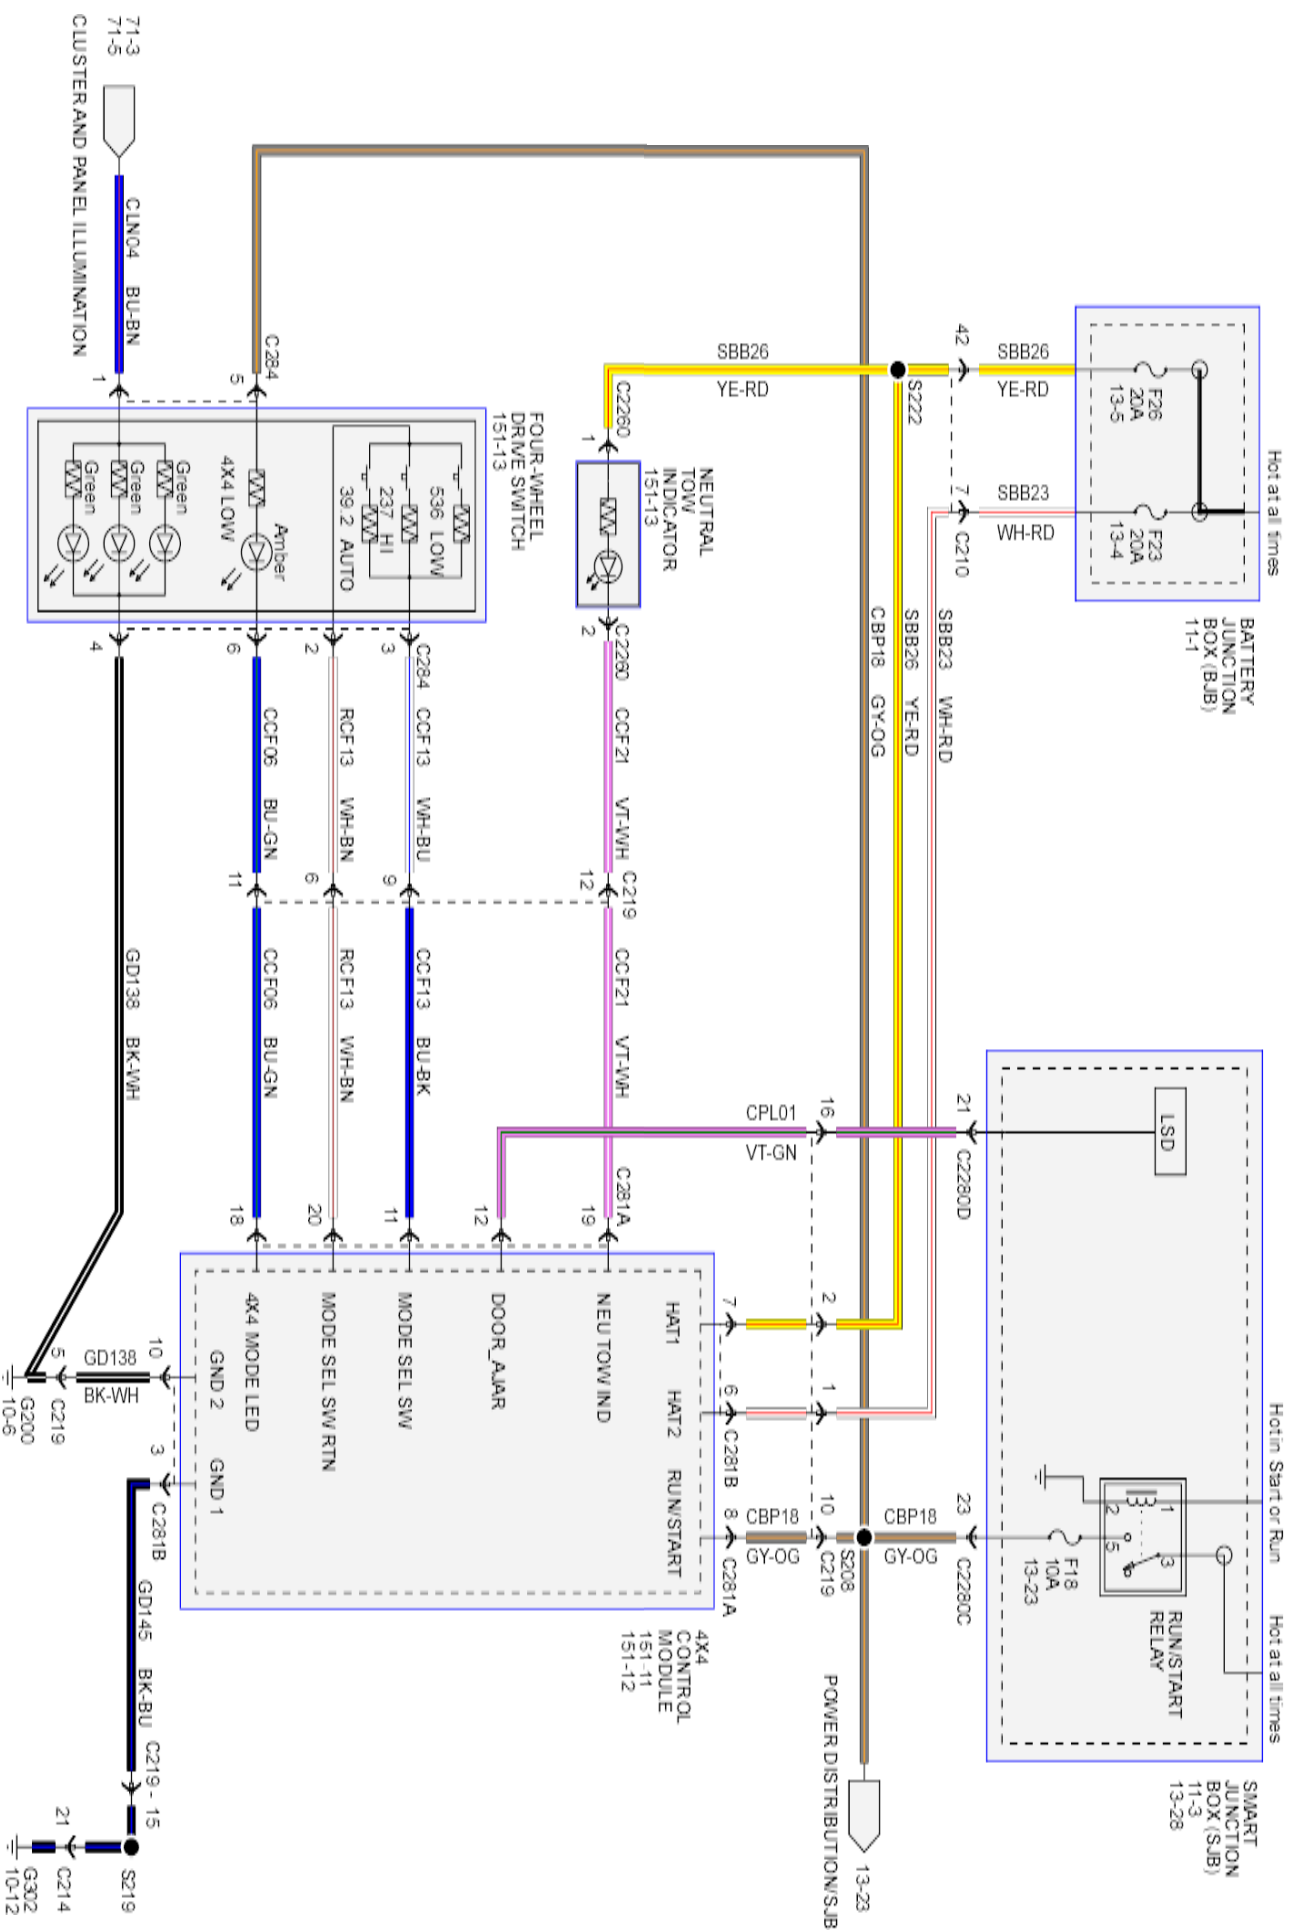 Hot at all times
Hot in Start or Run
Hot at all times
BATTERY
JUNCTION
BOX (BJB)
11-1
F26
20A
13-5
F23
20A
13-4
SBB26
YE-RD
SBB23
WH-RD
42
7
C210
S222
SBB26
YE-RD
SBB23 WH-RD
SBB26 YE-RD
CBP18 GY-OG
LSD
21
C2280D
RUN/START
RELAY
1
2
3
5
F18
10A
13-23
23
C2280C
SMART
JUNCTION
BOX (SJB)
11-3
13-28
CBP18
GY-OG
S208
13-23
POWER DISTRIBUTION/SJB
16
2
1
10
C219
CPL01
VT-GN
CBP18
GY-OG
7
6
C281B
8
C281A
C2260
1
NEUTRAL
TOW
INDICATOR
151-13
2
C2260
CCF21 VT-WH
12
C219
CCF21 VT-WH
C281A
19
12
11
20
18
FOUR-WHEEL
DRIVE SWITCH
151-13
536 LOW
237 HI
39.2 AUTO
Amber
4X4 LOW
Green
Green
Green
C284
5
1
C284
3
2
6
4
CCF13 WH-BU
RCF13 WH-BN
CCF06 BU-GN
9
6
11
CCF13 BU-BK
RCF13 WH-BN
CCF06 BU-GN
GD138 BK-WH
71-3
71-5
CLN04 BU-BN
CLUSTER AND PANEL ILLUMINATION
HAT1
HAT2
RUN/START
NEU TOW IND
DOOR_AJAR
MODE SEL SW
MODE SEL SW RTN
4X4 MODE LED
GND 2
GND 1
4X4
CONTROL
MODULE
151-11
151-12
10
GD138
BK-WH
5
C219
G200
10-6
3
C281B
GD145 BK-BU
C219 - 15
S219
21
C214
G302
10-12